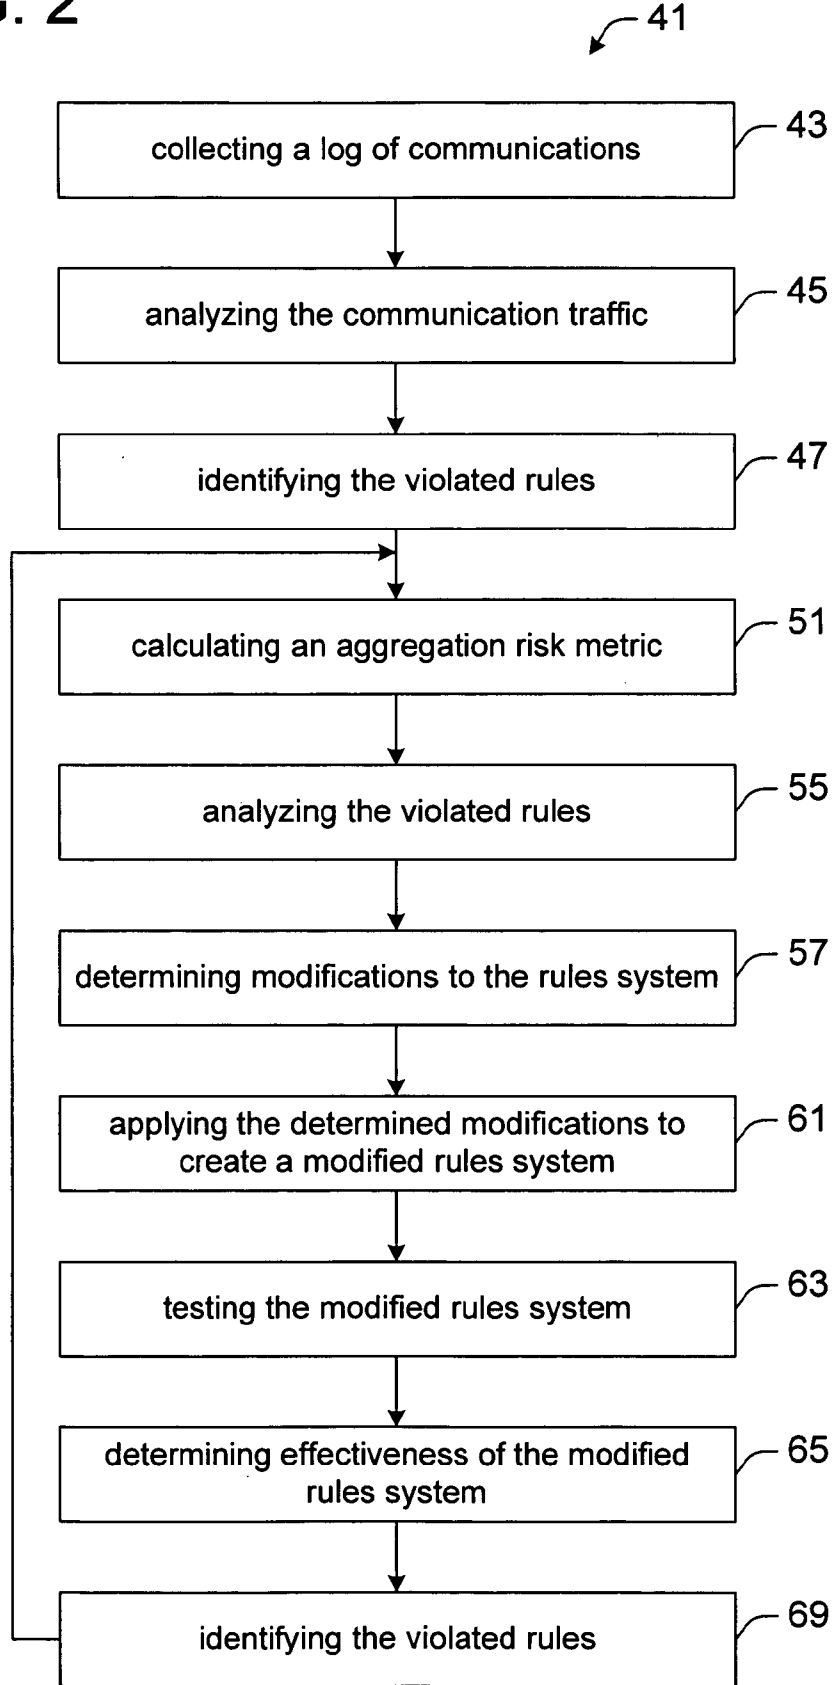 . 2
41
collecting a log of communications
43
analyzing the communication traffic
45
identifying the violated rules
47
calculating an aggregation risk metric
51
analyzing the violated rules
55
determining modifications to the rules system
57
applying the determined modifications to
create a modified rules system
61
testing the modified rules system
63
determining effectiveness of the modified
rules system
65
identifying the violated rules
69